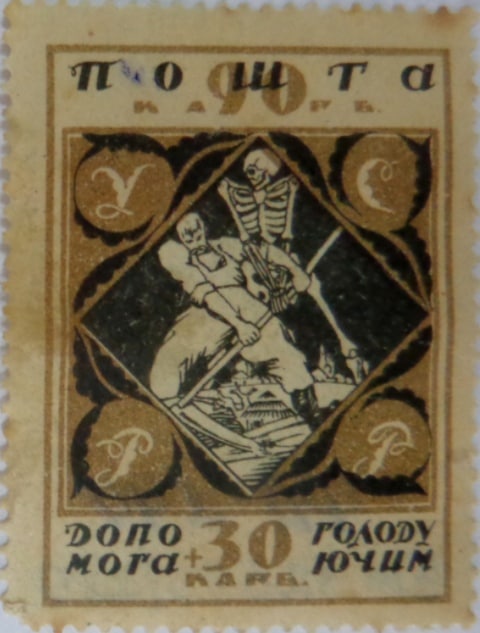 пошта
90
КАРБ.
У С
Р Р
допо +30 голоду
мога КАРБ. ючим